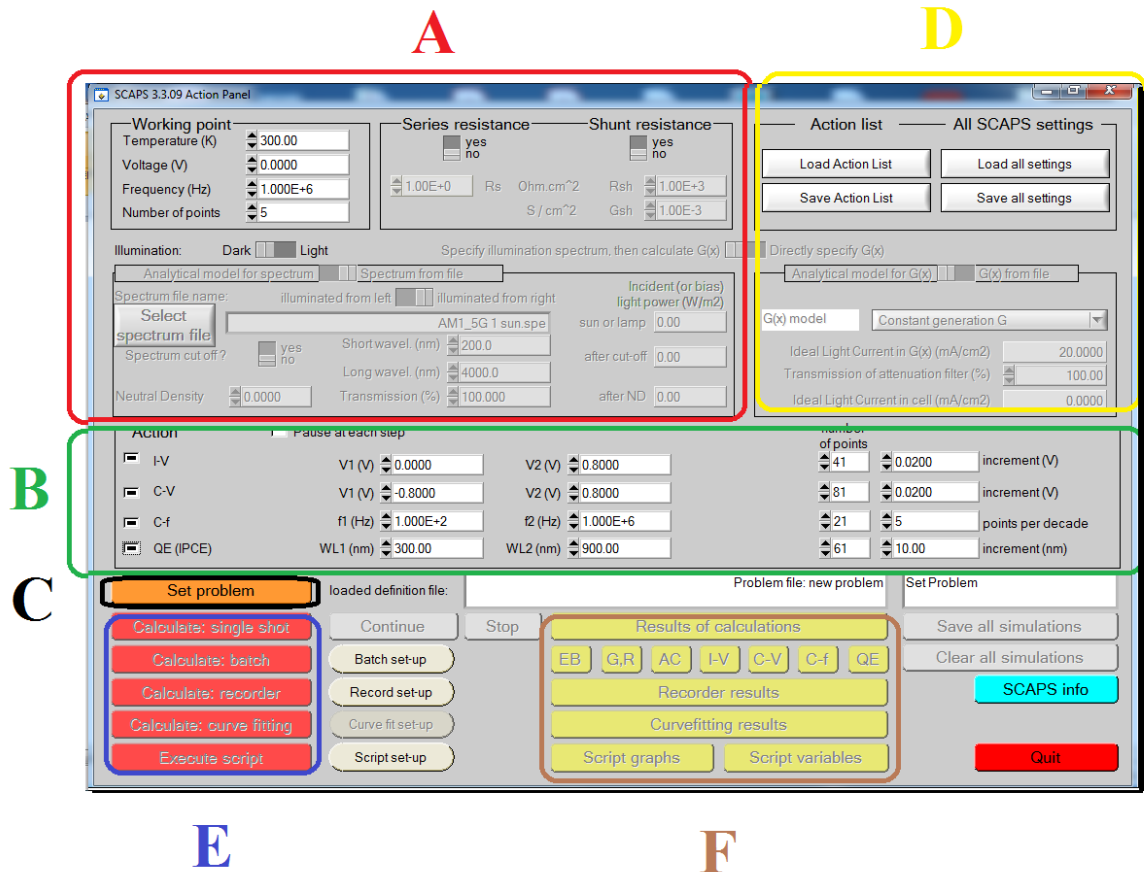 A
D
SCAPS 3.3.09 Action Panel
Working point
Temperature (K) 300.00
Voltage (V) 0.0000
Frequency (Hz) 1.000E+6
Number of points 5
Series resistance Shunt resistance
yes yes
no no
1.00E+0 Rs Ohm.cm^2 Rsh 1.00E+3
S / cm^2 Gsh 1.00E-3
Action list All SCAPS settings
Load Action List Load all settings
Save Action List Save all settings
Illumination: Dark Light Specify illumination spectrum, then calculate G(x) Directly specify G(x)
Analytical model for spectrum Spectrum from file
Spectrum file name: illuminated from left illuminated from right
Incident (or bias)
light power (W/m2)
Select
spectrum file
AM1_5G 1 sun.spe sun or lamp 0.00
Spectrum cut off ? yes
no
Short wavel. (nm) 200.0
Long wavel. (nm) 4000.0
after cut-off 0.00
Neutral Density 0.0000 Transmission (%) 100.000 after ND 0.00
Analytical model for G(x) G(x) from file
G(x) model Constant generation G
Ideal Light Current in G(x) (mA/cm2) 20.0000
Transmission of attenuation filter (%) 100.00
Ideal Light Current in cell (mA/cm2) 0.0000
B
Action Pause at each step number
of points
I-V V1 (V) 0.0000 V2 (V) 0.8000 41 0.0200 increment (V)
C-V V1 (V) -0.8000 V2 (V) 0.8000 81 0.0200 increment (V)
C-f f1 (Hz) 1.000E+2 f2 (Hz) 1.000E+6 21 5 points per decade
QE (IPCE) WL1 (nm) 300.00 WL2 (nm) 900.00 61 10.00 increment (nm)
C
Set problem loaded definition file: Problem file: new problem Set Problem
Calculate: single shot Continue Stop Results of calculations Save all simulations
Calculate: batch Batch set-up EB G,R AC I-V C-V C-f QE Clear all simulations
Calculate: recorder Record set-up Recorder results SCAPS info
Calculate: curve fitting Curve fit set-up Curvefitting results
Execute script Script set-up Script graphs Script variables Quit
E
F